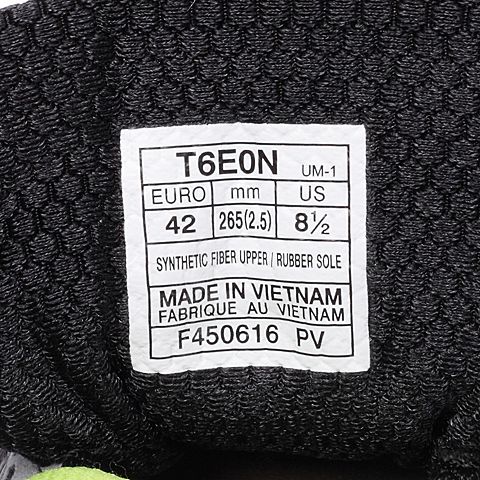 T6E0N UM-1
EURO mm US
42 265(2.5) 8½
SYNTHETIC FIBER UPPER / RUBBER SOLE
MADE IN VIETNAM
FABRIQUE AU VIETNAM
F450616 PV